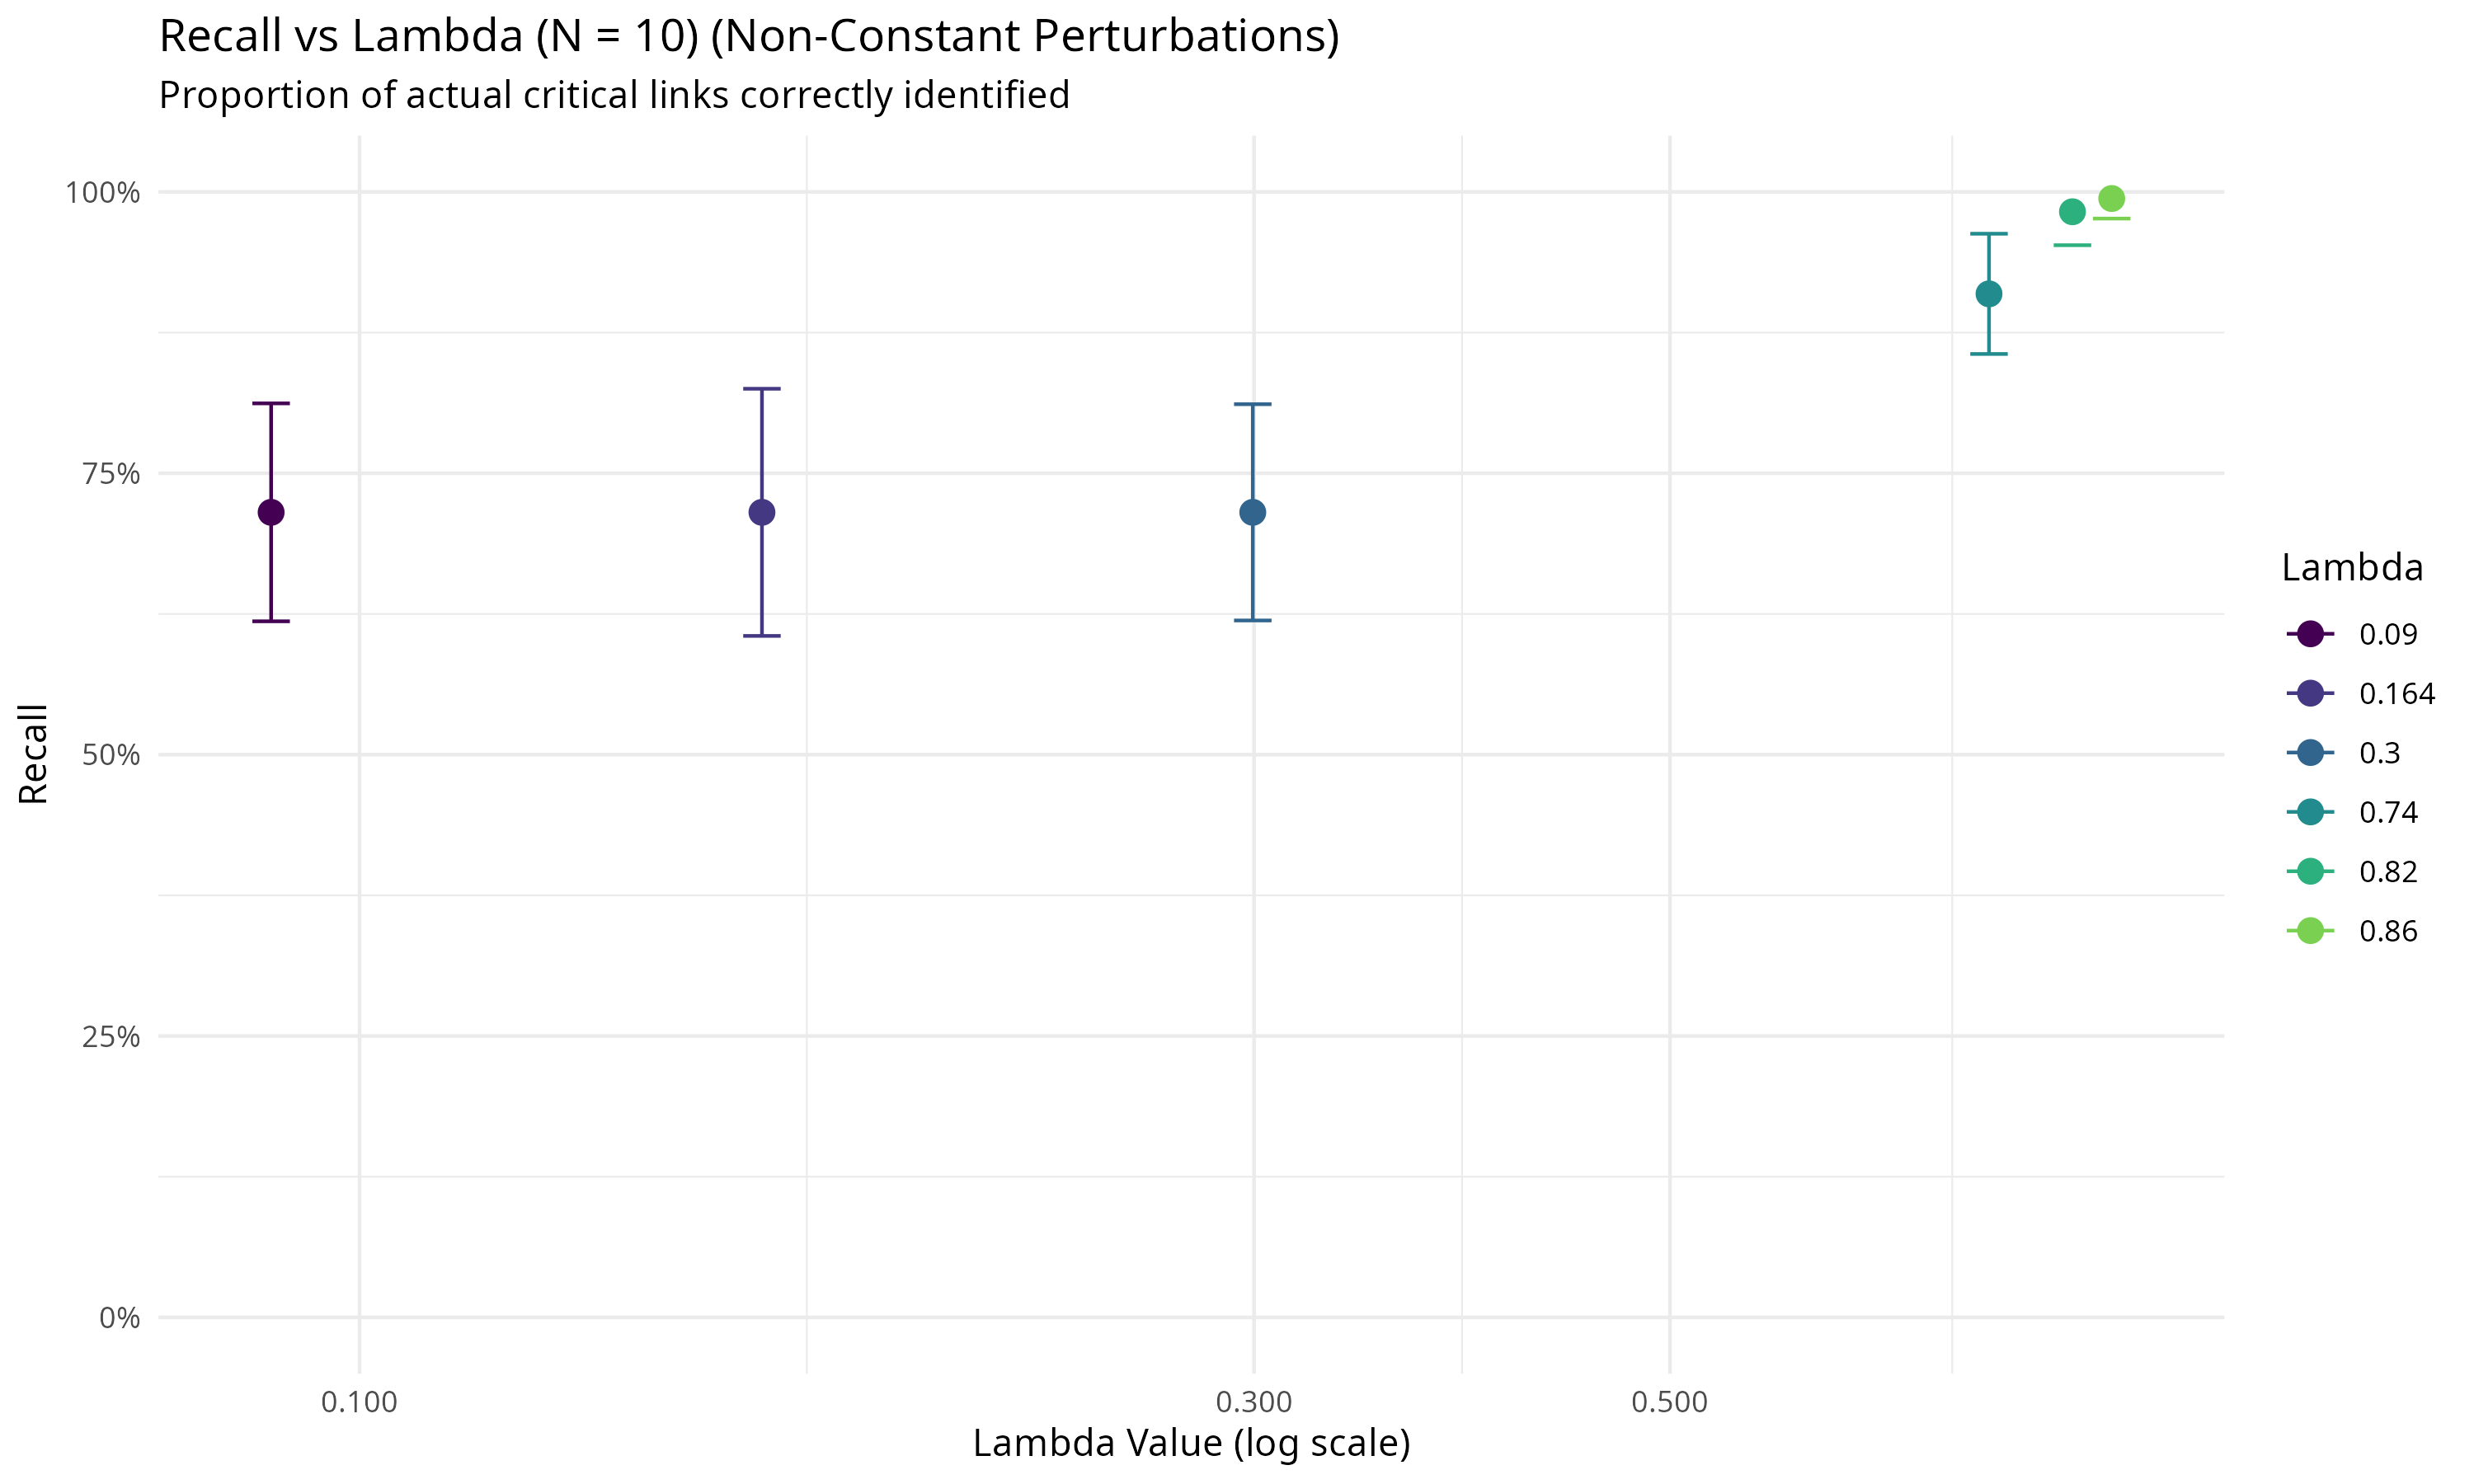 Recall vs Lambda (N = 10) (Non-Constant Perturbations)
Proportion of actual critical links correctly identified
100%
75%
50%
25%
0%
Recall
0.100
0.300
0.500
Lambda Value (log scale)
Lambda
0.09
0.164
0.3
0.74
0.82
0.86